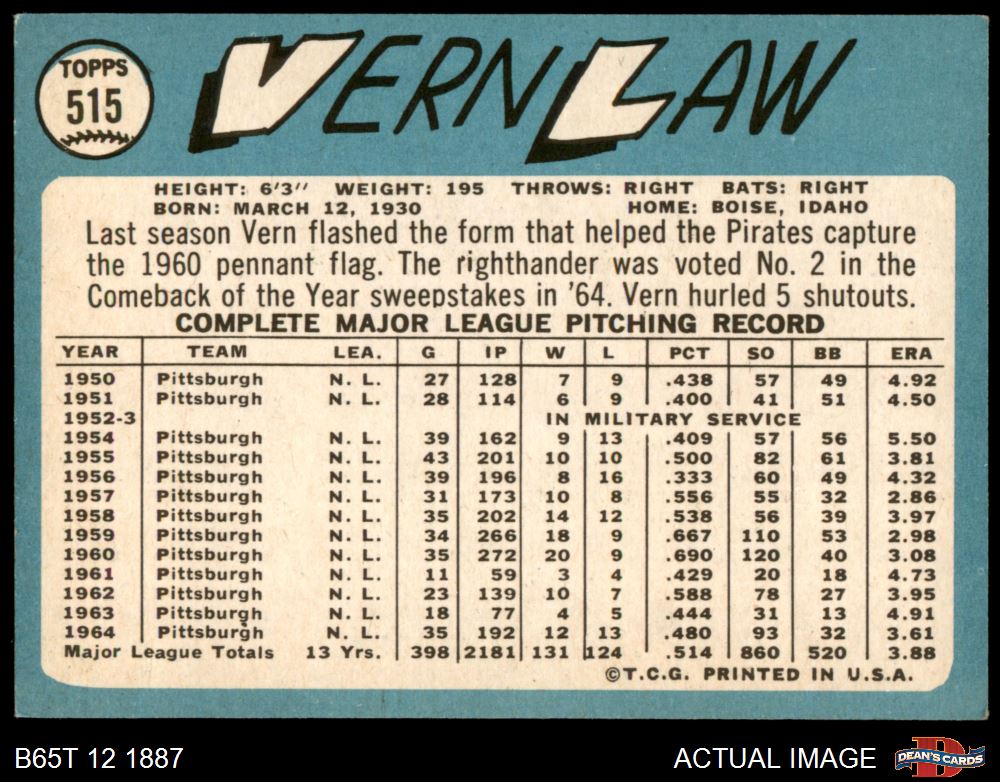 TOPPS
515
VERN LAW
HEIGHT: 6'3" WEIGHT: 195 THROWS: RIGHT BATS: RIGHT
BORN: MARCH 12, 1930 HOME: BOISE, IDAHO
Last season Vern flashed the form that helped the Pirates capture
the 1960 pennant flag. The righthander was voted No. 2 in the
Comeback of the Year sweepstakes in '64. Vern hurled 5 shutouts.
COMPLETE MAJOR LEAGUE PITCHING RECORD
YEAR TEAM LEA. G IP W L PCT SO BB ERA
1950 Pittsburgh N. L. 27 128 7 9 .438 57 49 4.92
1951 Pittsburgh N. L. 28 114 6 9 .400 41 51 4.50
1952-3 IN MILITARY SERVICE
1954 Pittsburgh N. L. 39 162 9 13 .409 57 56 5.50
1955 Pittsburgh N. L. 43 201 10 10 .500 82 61 3.81
1956 Pittsburgh N. L. 39 196 8 16 .333 60 49 4.32
1957 Pittsburgh N. L. 31 173 10 8 .556 55 32 2.86
1958 Pittsburgh N. L. 35 202 14 12 .538 56 39 3.97
1959 Pittsburgh N. L. 34 266 18 9 .667 110 53 2.98
1960 Pittsburgh N. L. 35 272 20 9 .690 120 40 3.08
1961 Pittsburgh N. L. 11 59 3 4 .429 20 18 4.73
1962 Pittsburgh N. L. 23 139 10 7 .588 78 27 3.95
1963 Pittsburgh N. L. 18 77 4 5 .444 31 13 4.91
1964 Pittsburgh N. L. 35 192 12 13 .480 93 32 3.61
Major League Totals 13 Yrs. 398 2181 131 124 .514 860 520 3.88
©T.C.G. PRINTED IN U.S.A.
B65T 12 1887 ACTUAL IMAGE
D
DEAN'S CARDS